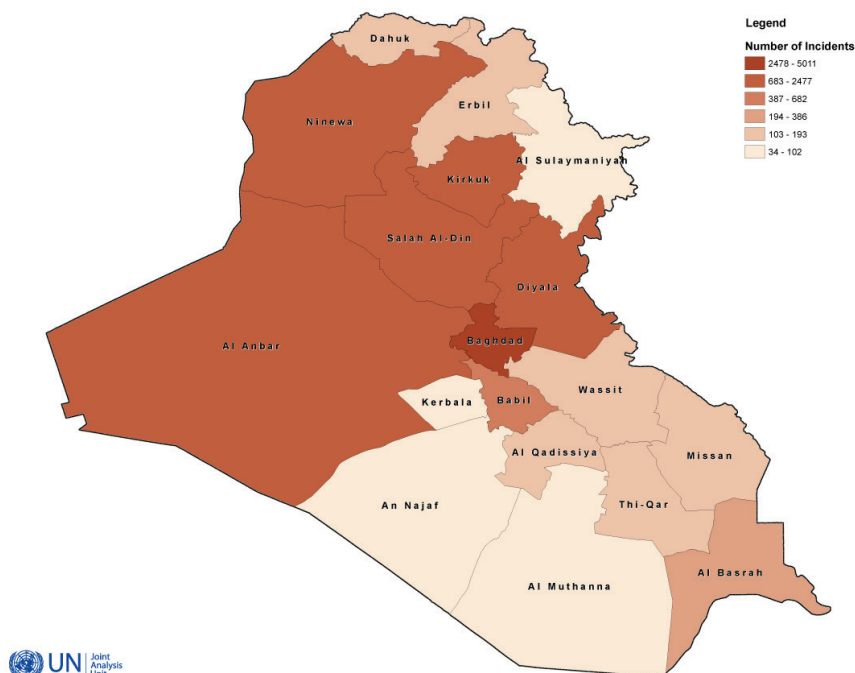 Legend
Number of Incidents
2478 - 5011
683 - 2477
387 - 682
194 - 386
103 - 193
34 - 102
Dahuk
Erbil
Ninewa
Al Sulaymaniyah
Kirkuk
Salah Al-Din
Diyala
Baghdad
Al Anbar
Wassit
Kerbala
Babil
Al Qadissiya
Missan
An Najaf
Thi-Qar
Al Basrah
Al Muthanna
UN
Joint
Analysis
Unit